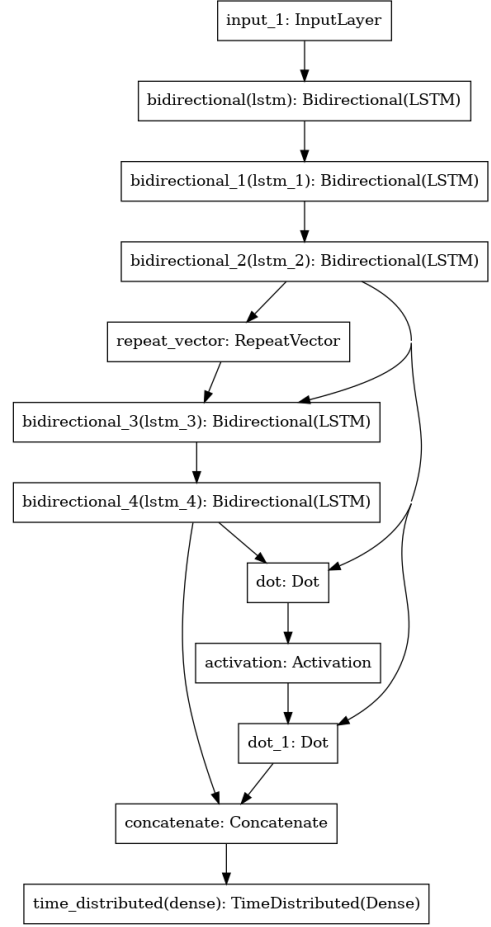 input_1: InputLayer
bidirectional(lstm): Bidirectional(LSTM)
bidirectional_1(lstm_1): Bidirectional(LSTM)
bidirectional_2(lstm_2): Bidirectional(LSTM)
repeat_vector: RepeatVector
bidirectional_3(lstm_3): Bidirectional(LSTM)
bidirectional_4(lstm_4): Bidirectional(LSTM)
dot: Dot
activation: Activation
dot_1: Dot
concatenate: Concatenate
time_distributed(dense): TimeDistributed(Dense)